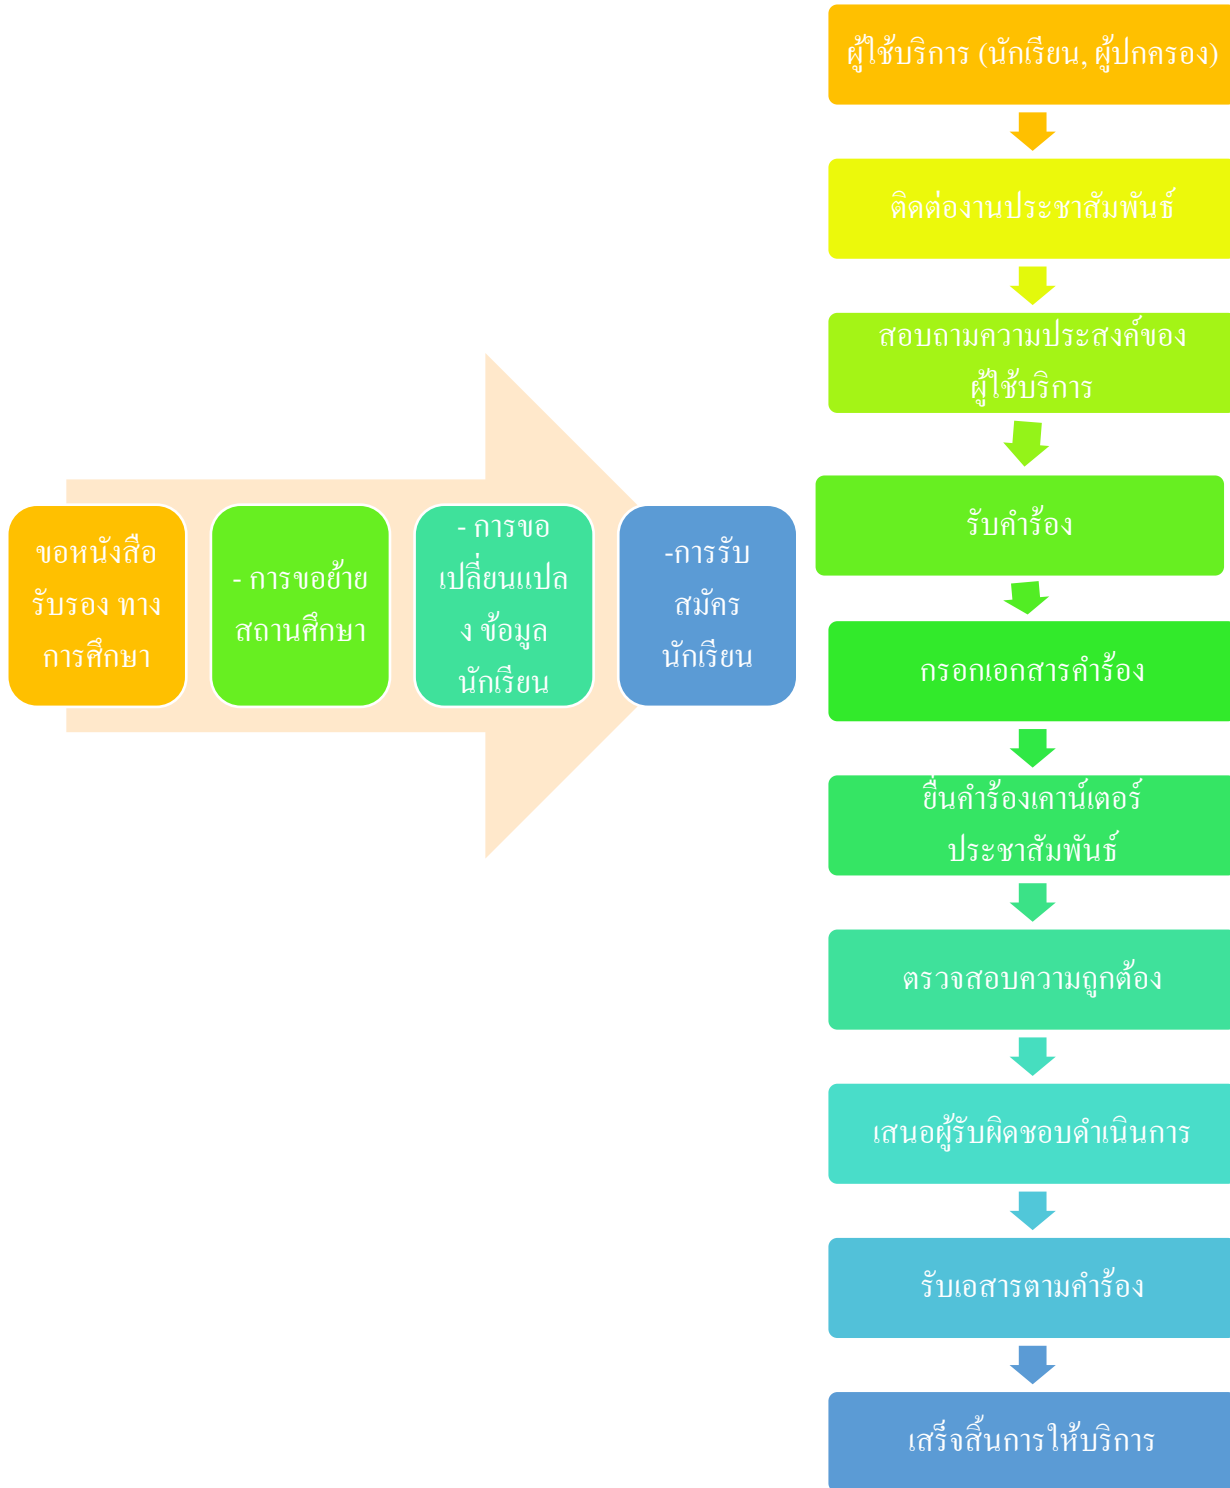 ผู้ใช้บริการ (นักเรียน, ผู้ปกครอง)
ติดต่องานประชาสัมพันธ์
สอบถามความประสงค์ของ
ผู้ใช้บริการ
รับคำร้อง
ขอหนังสือ
รับรอง ทาง
การศึกษา
- การขอย้าย
สถานศึกษา
- การขอ
เปลี่ยนแปล
ง ข้อมูล
นักเรียน
-การรับ
สมัคร
นักเรียน
กรอกเอกสารคำร้อง
ยื่นคำร้องเคาน์เตอร์
ประชาสัมพันธ์
ตรวจสอบความถูกต้อง
เสนอผู้รับผิดชอบดำเนินการ
รับเอสารตามคำร้อง
เสร็จสิ้นการให้บริการ